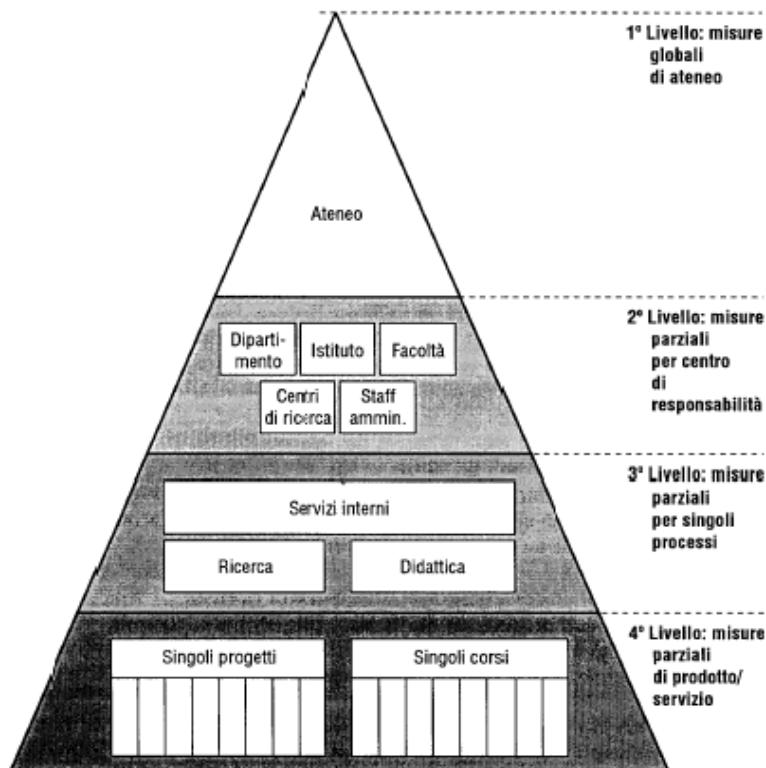 1° Livello: misure
globali
di ateneo
Ateneo
2° Livello: misure
parziali
per centro
di
responsabilità
Diparti-
mento
Istituto
Facoltà
Centri
di ricerca
Staff
ammin.
3° Livello: misure
parziali
per singoli
processi
Servizi interni
Ricerca
Didattica
4° Livello: misure
parziali
di prodotto/
servizio
Singoli progetti
Singoli corsi